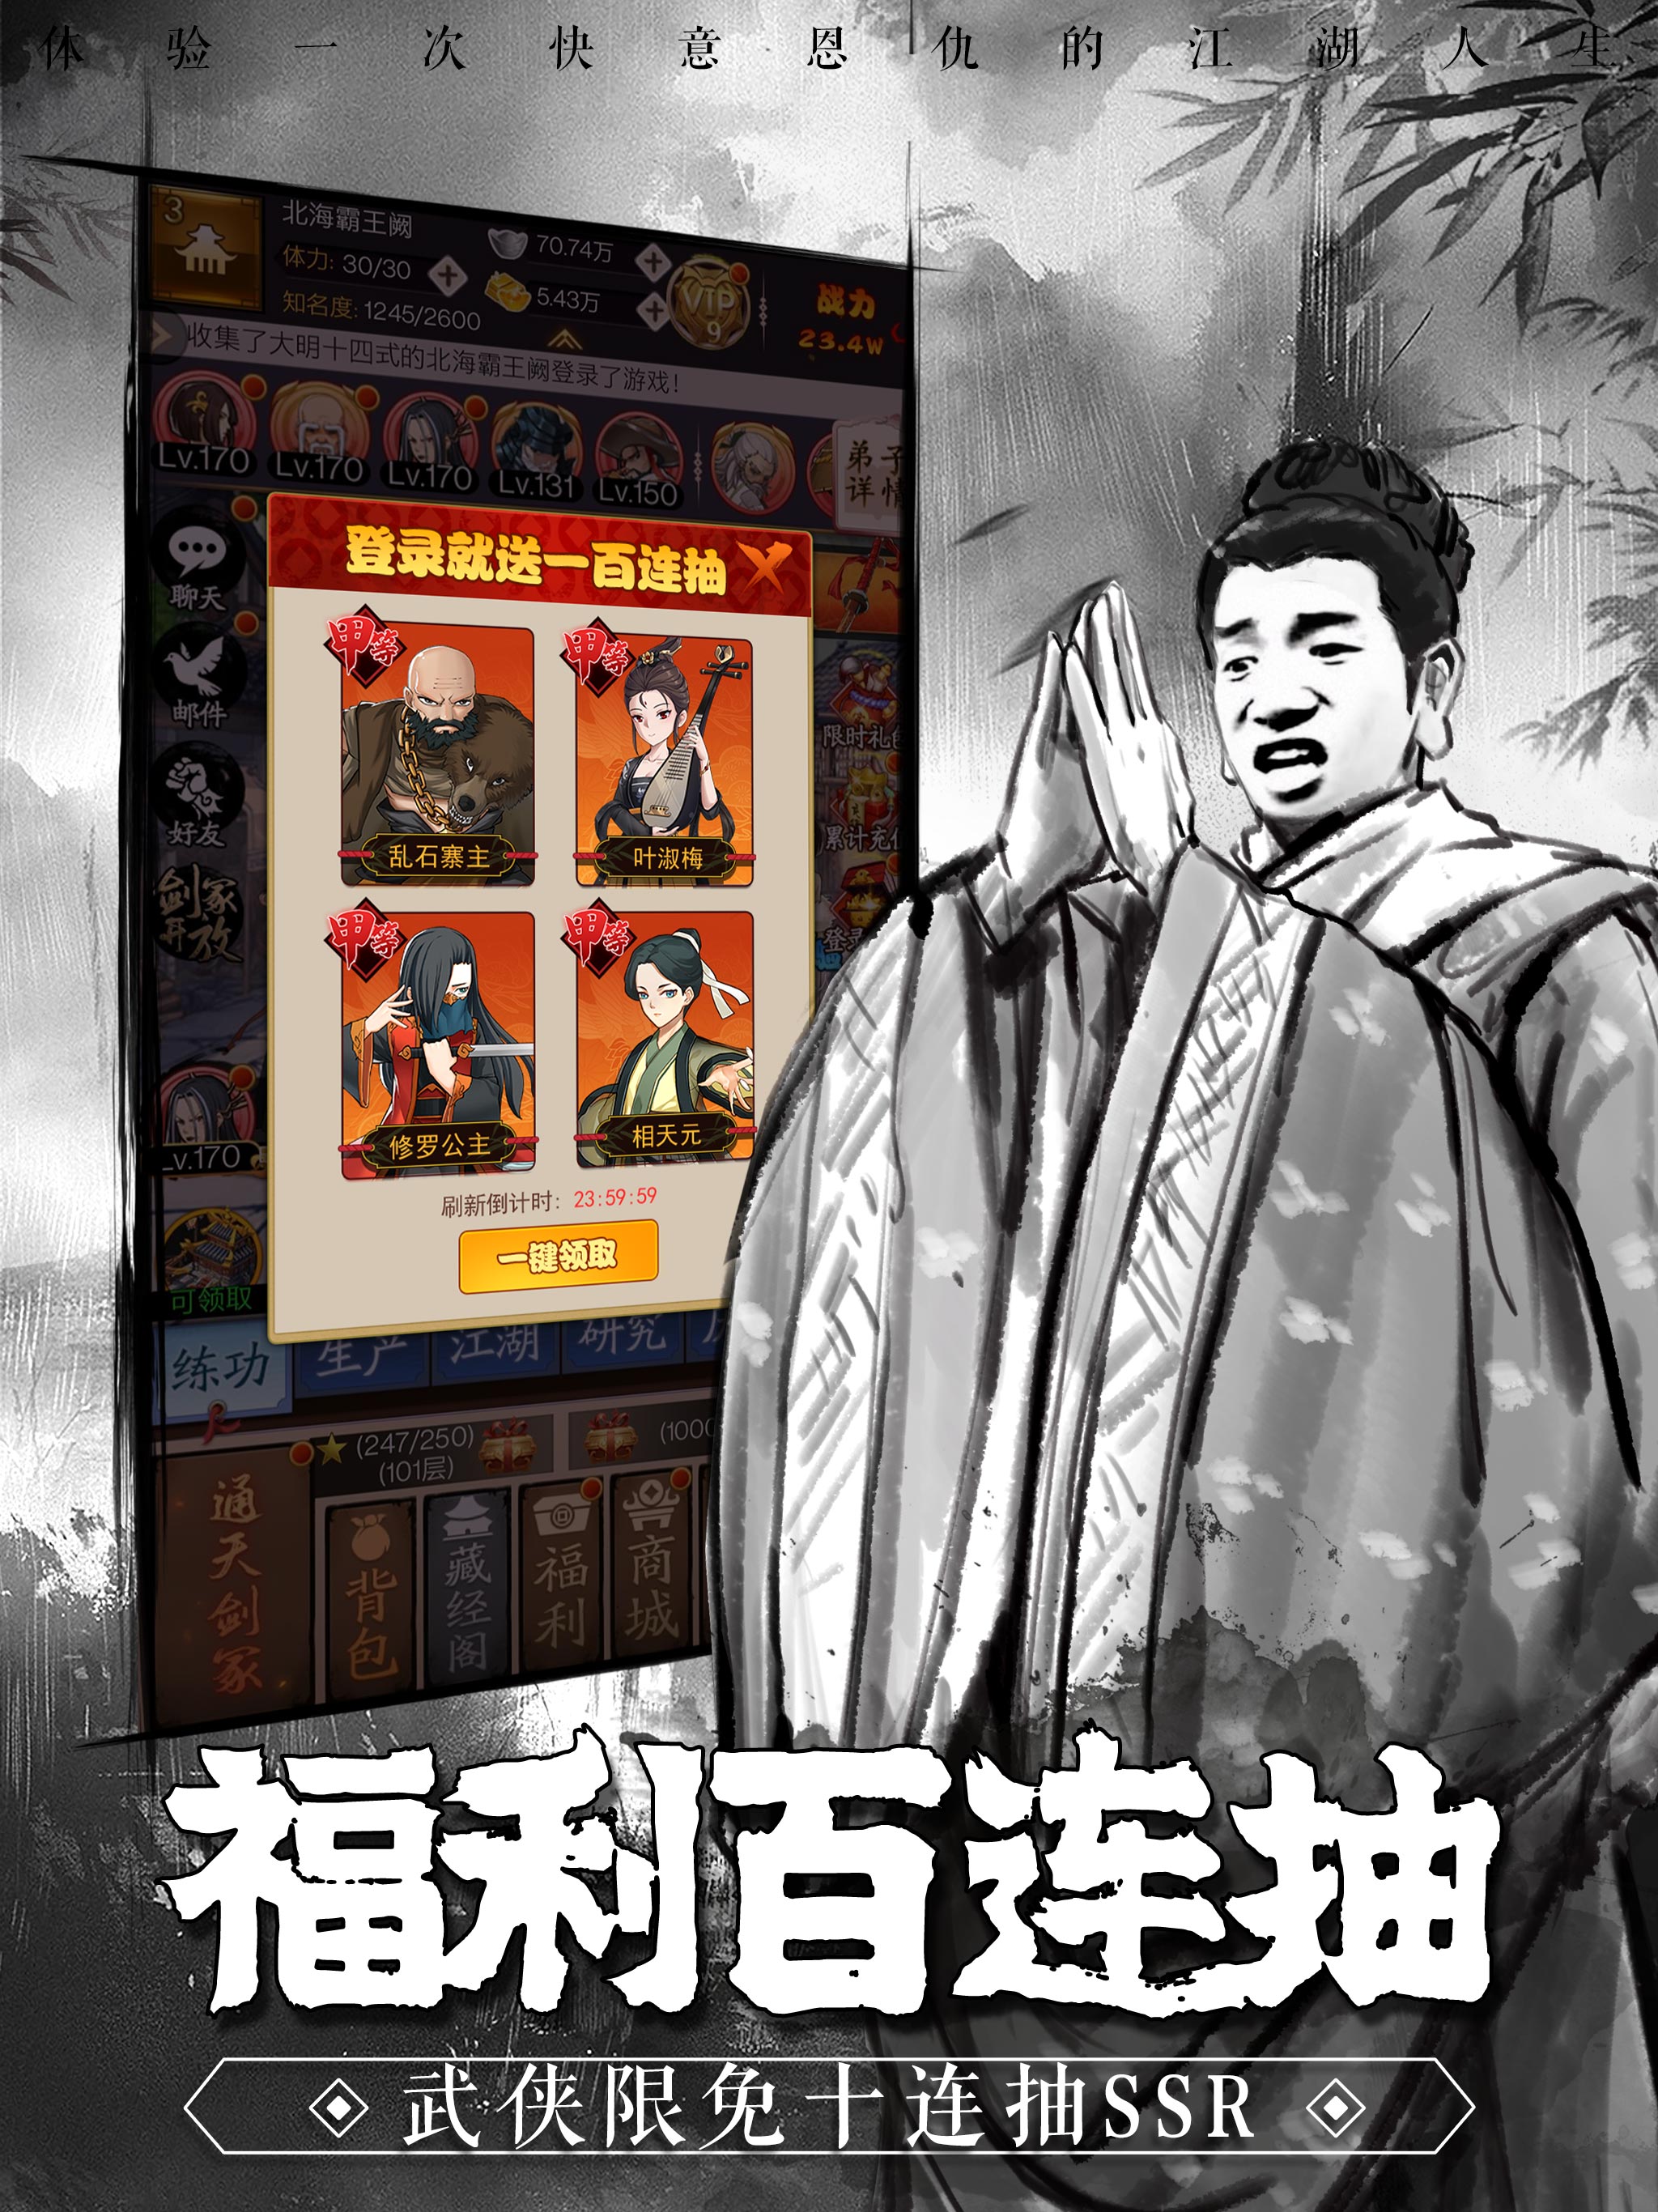 体验一次快意恩仇的江湖人生
3
北海霸王阙
体力: 30/30
知名度: 1245/2600
70.74万
5.43万
VIP
9
战力
23.4W
收集了大明十四式的北海霸王阙登录了游戏!
Lv.170
Lv.170
Lv.170
Lv.131
Lv.150
弟子
详情
聊天
邮件
好友
剑冢
开放
登录就送一百连抽
甲等
乱石寨主
甲等
叶淑梅
甲等
修罗公主
甲等
相天元
刷新倒计时: 23:59:59
一键领取
限时礼包
累计充值
登录
Lv.170
可领取
练功
生产
江湖
研究
(247/250)
(101层)
(1000
通天剑冢
背包
藏经阁
福利
商城
福利百连抽
武侠限免十连抽SSR